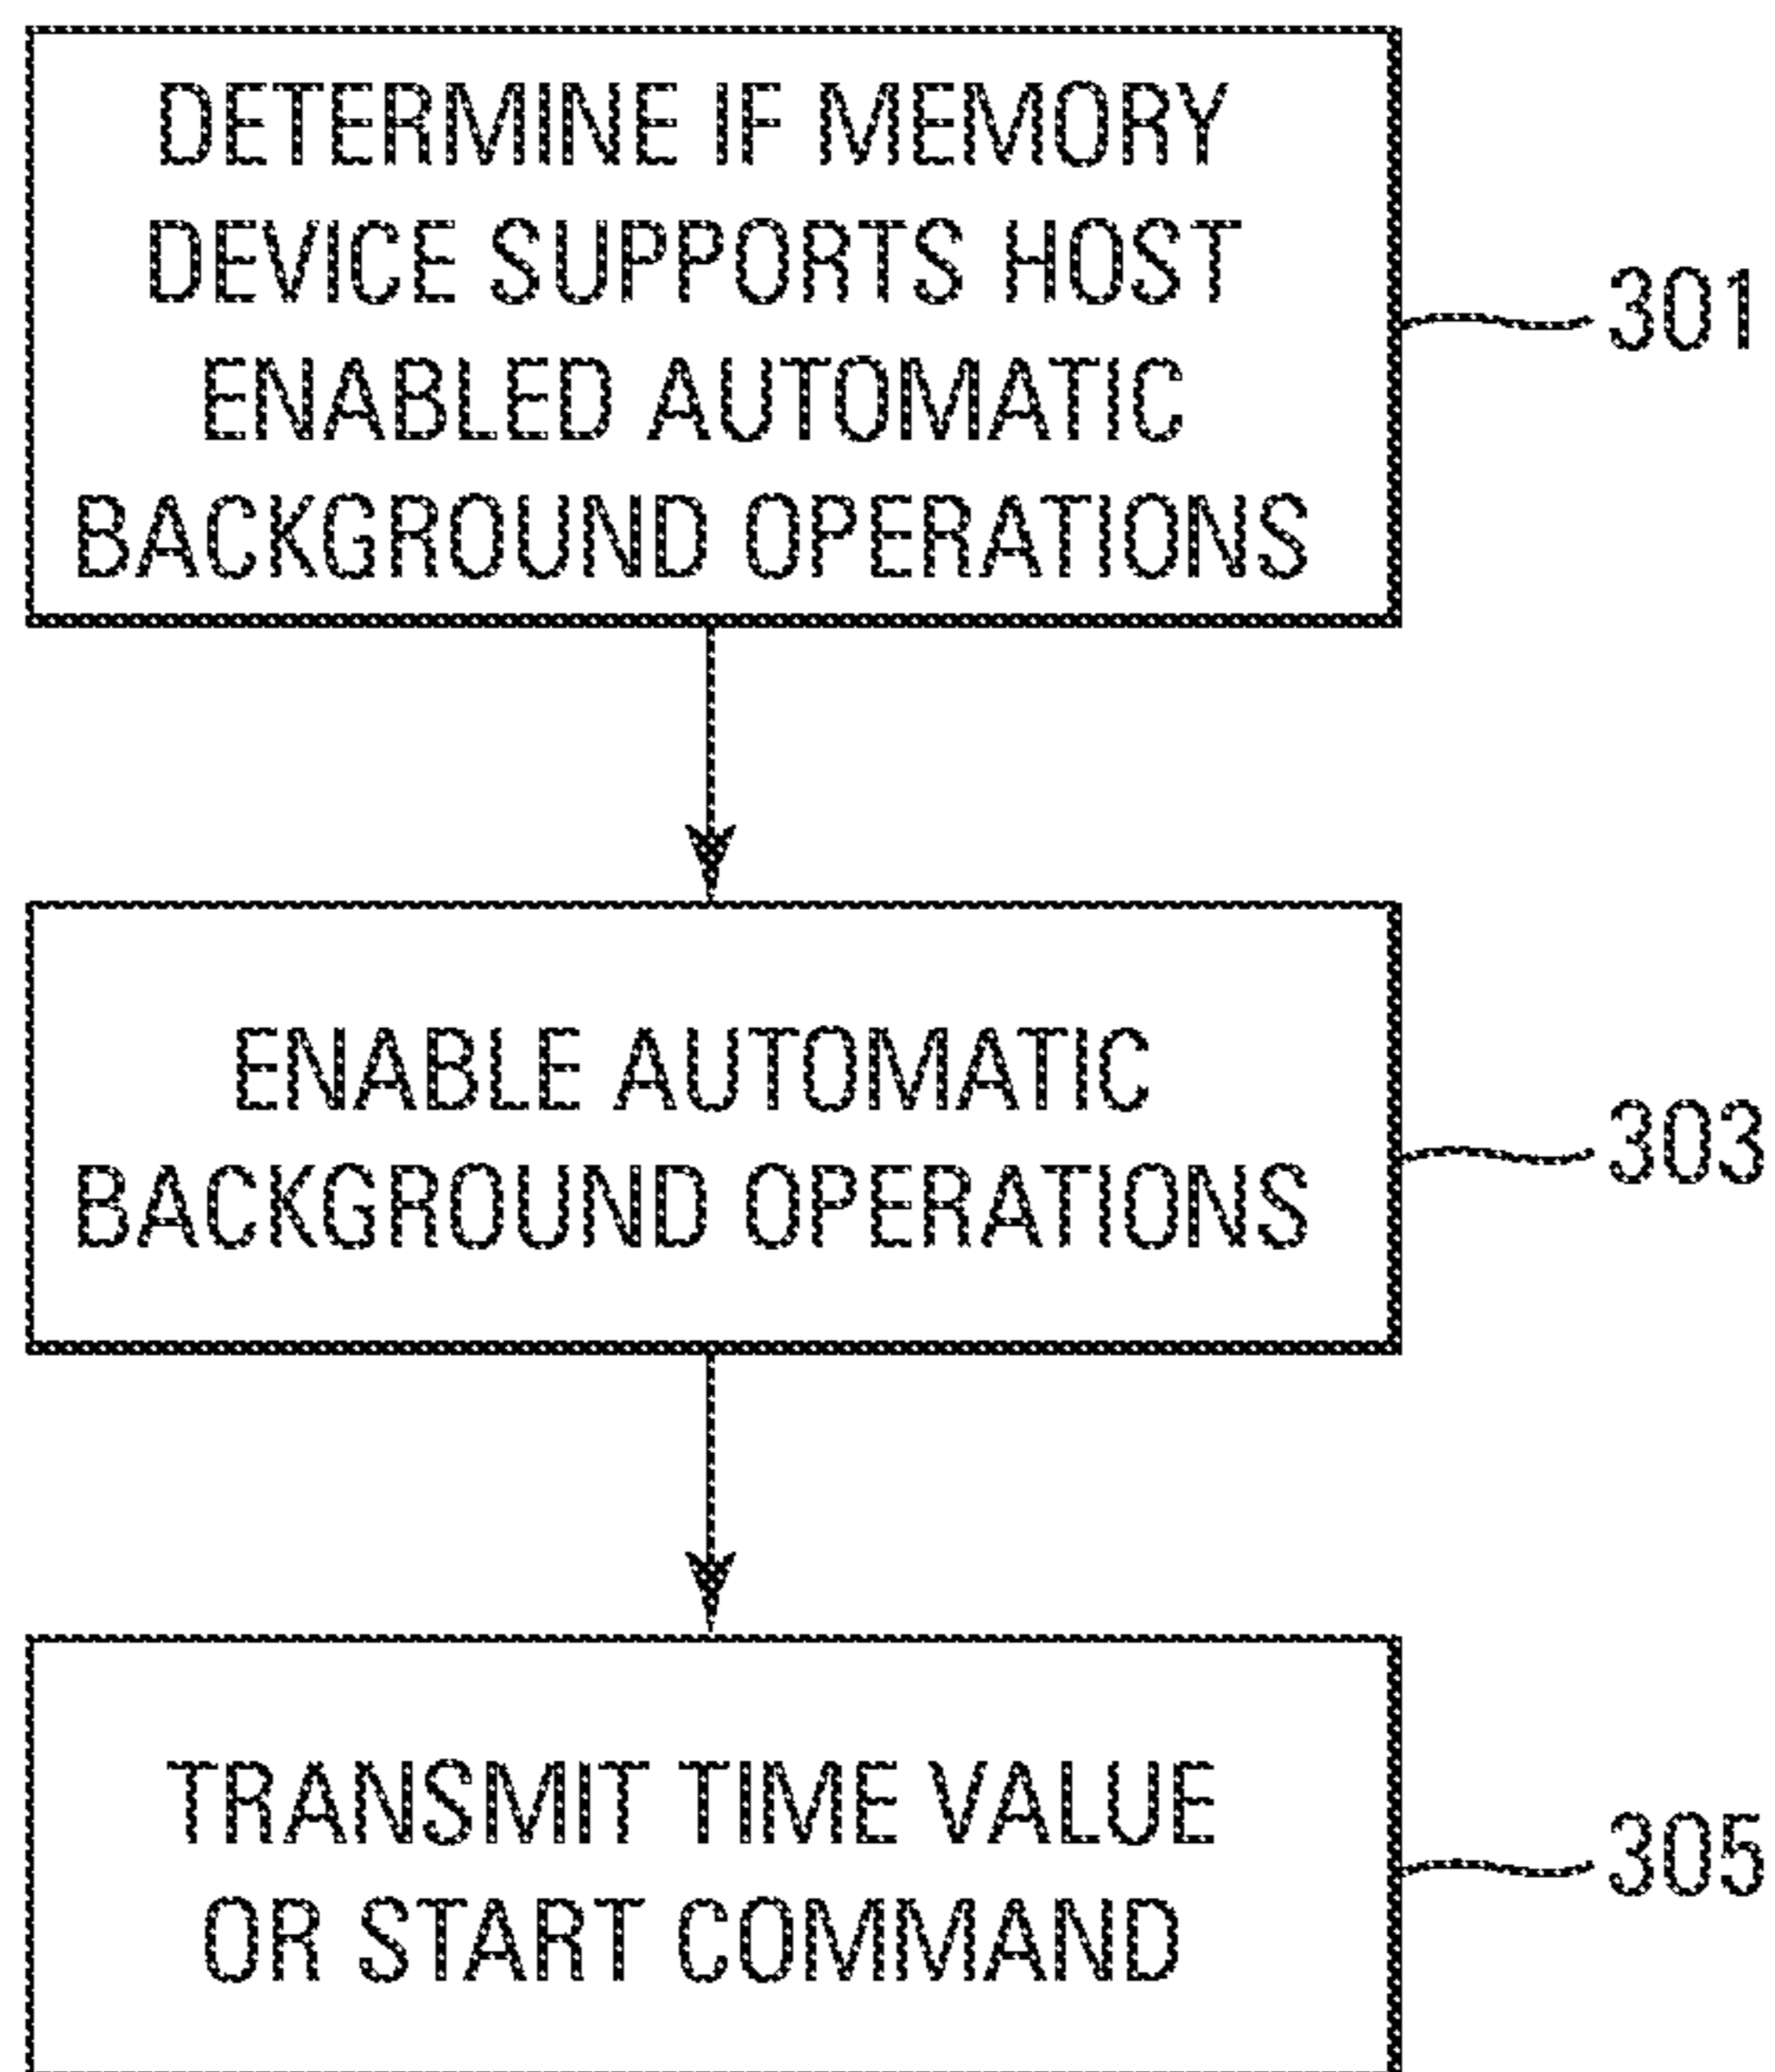 DETERMINE IF MEMORY
DEVICE SUPPORTS HOST
ENABLED AUTOMATIC
BACKGROUND OPERATIONS
301
ENABLE AUTOMATIC
BACKGROUND OPERATIONS
303
TRANSMIT TIME VALUE
OR START COMMAND
305